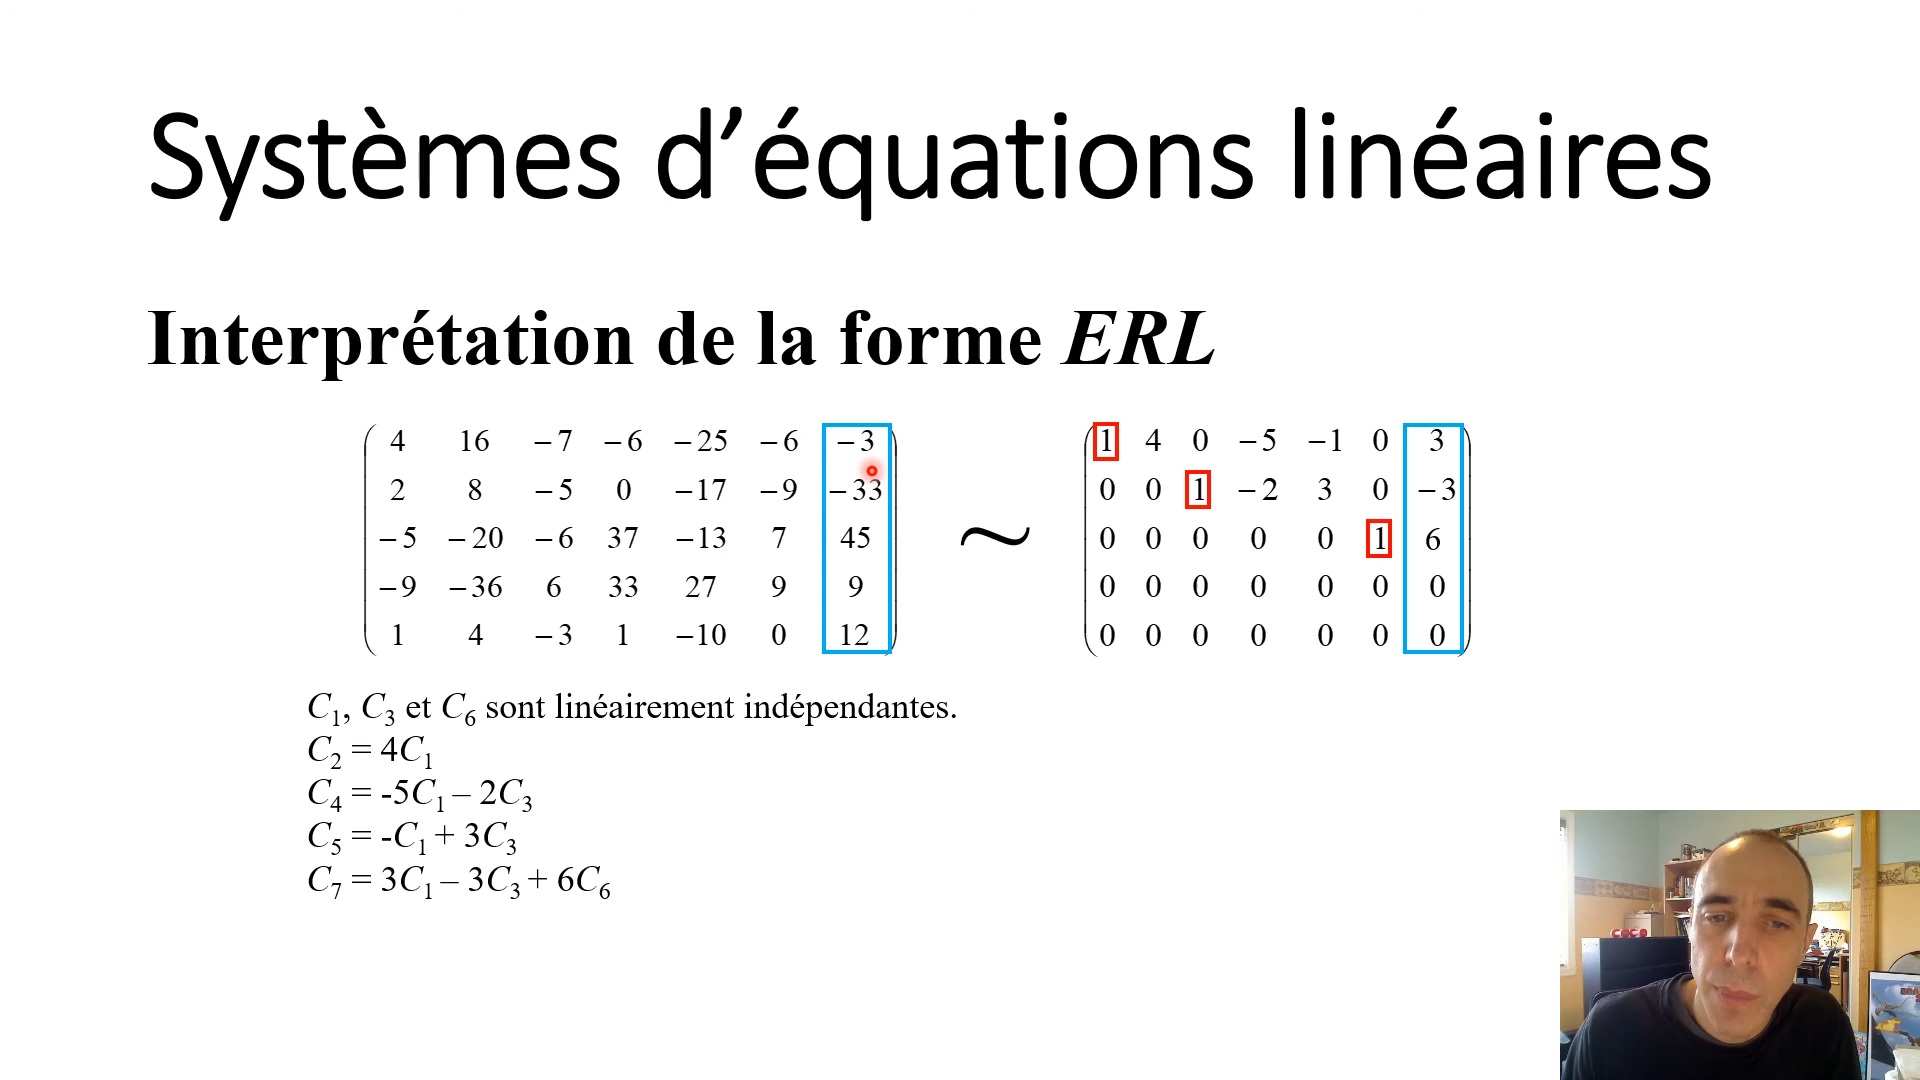 Systèmes d’équations linéaires
Interprétation de la forme ERL
4 16 −7 −6 −25 −6 −3
2 8 −5 0 −17 −9 −33
−5 −20 −6 37 −13 7 45
−9 −36 6 33 27 9 9
1 4 −3 1 −10 0 12
~
1 4 0 −5 −1 0 3
0 0 1 −2 3 0 −3
0 0 0 0 0 1 6
0 0 0 0 0 0 0
0 0 0 0 0 0 0
C₁, C₃ et C₆ sont linéairement indépendantes.
C₂ = 4C₁
C₄ = -5C₁ – 2C₃
C₅ = -C₁ + 3C₃
C₇ = 3C₁ – 3C₃ + 6C₆